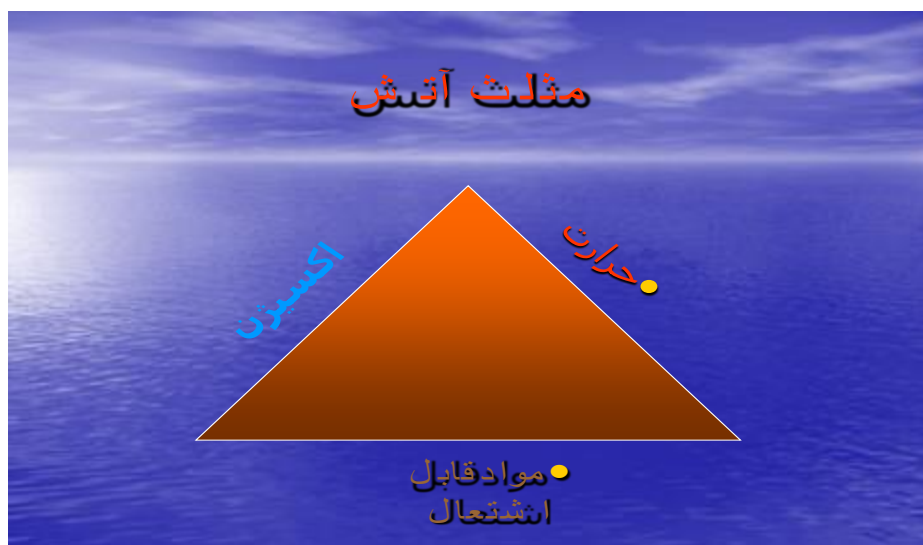 مثلث آتش
حرارت
اکسیژن
موادقابل
اشتعال